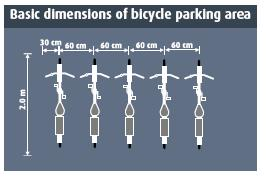 Basic dimensions of bicycle parking area
30 cm 60 cm 60 cm 60 cm 60 cm
2.0 m